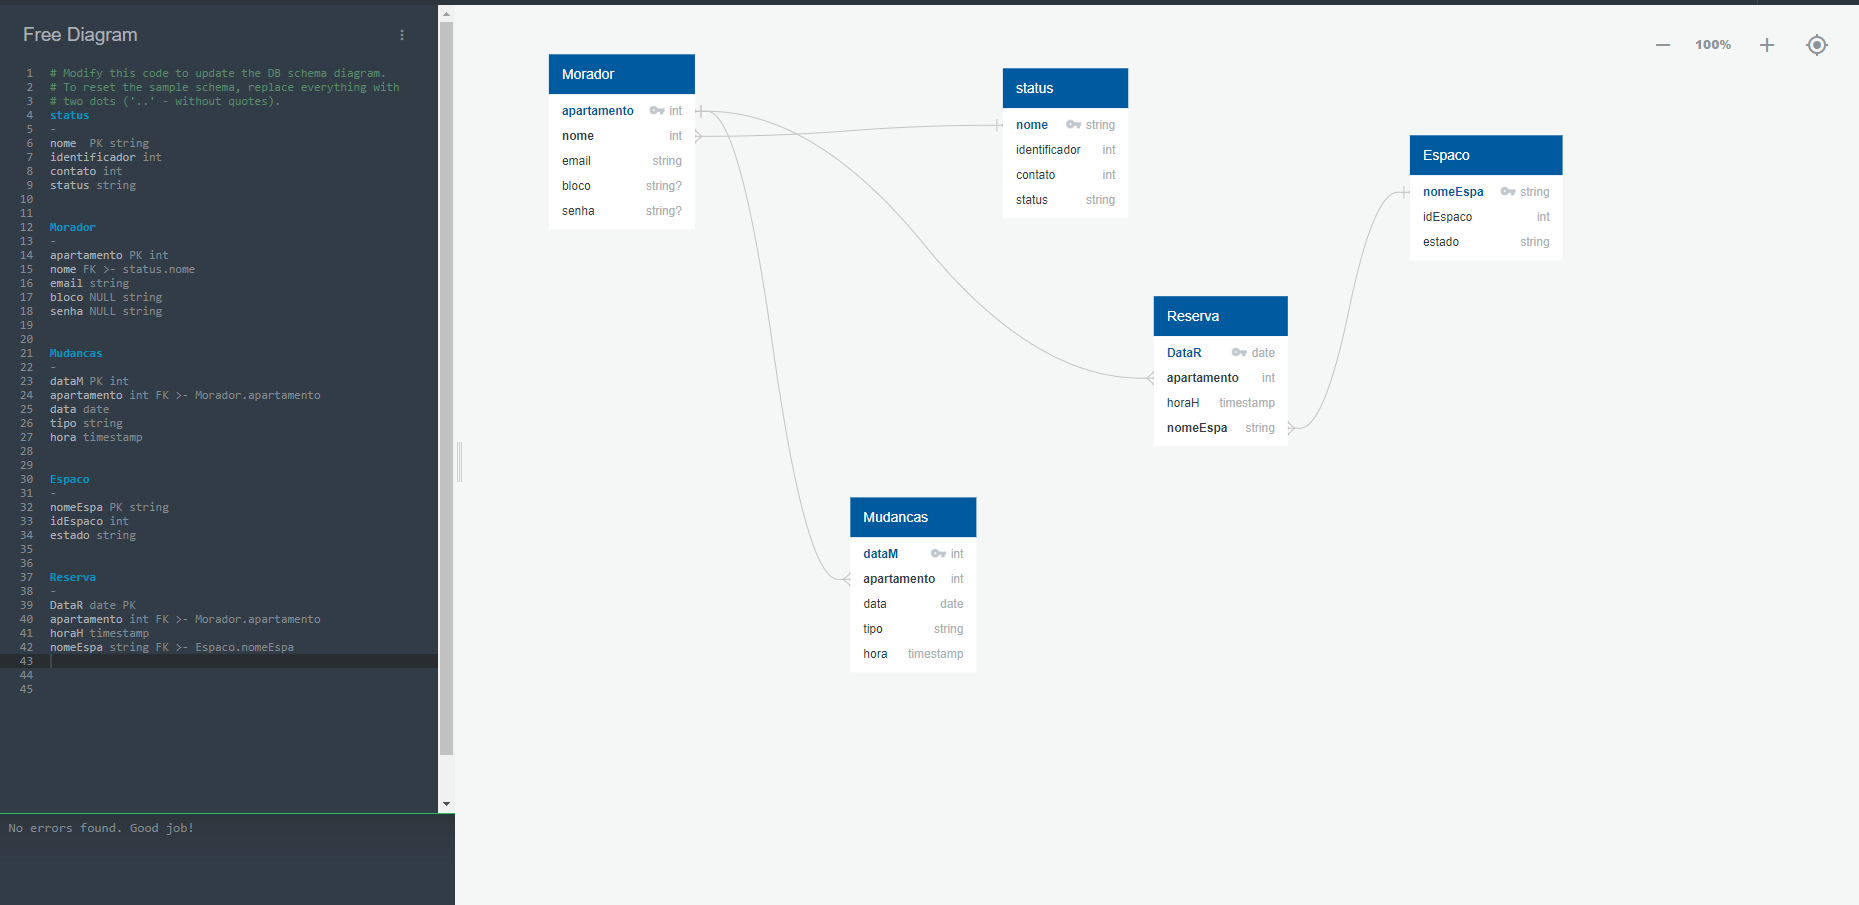 Free Diagram
1 # Modify this code to update the DB schema diagram.
2 # To reset the sample schema, replace everything with
3 # two dots ('..' - without quotes).
4 status
5 -
6 nome  PK string
7 identificador int
8 contato int
9 status string
10
11
12 Morador
13 -
14 apartamento PK int
15 nome FK >- status.nome
16 email string
17 bloco NULL string
18 senha NULL string
19
20
21 Mudancas
22 -
23 dataM PK int
24 apartamento int FK >- Morador.apartamento
25 data date
26 tipo string
27 hora timestamp
28
29
30 Espaco
31 -
32 nomeEspa PK string
33 idEspaco int
34 estado string
35
36
37 Reserva
38 -
39 DataR date PK
40 apartamento int FK >- Morador.apartamento
41 horaH timestamp
42 nomeEspa string FK >- Espaco.nomeEspa
43
44
45
No errors found. Good job!
100%
Morador
apartamento int
nome int
email string
bloco string?
senha string?
status
nome string
identificador int
contato int
status string
Espaco
nomeEspa string
idEspaco int
estado string
Reserva
DataR date
apartamento int
horaH timestamp
nomeEspa string
Mudancas
dataM int
apartamento int
data date
tipo string
hora timestamp